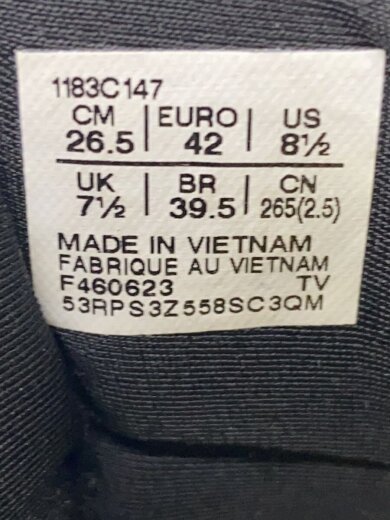 1183C147
CM | EURO | US
26.5 | 42 | 8½
UK | BR | CN
7½ | 39.5 | 265(2.5)
MADE IN VIETNAM
FABRIQUE AU VIETNAM
F460623 TV
53RPS3Z558SC3QM